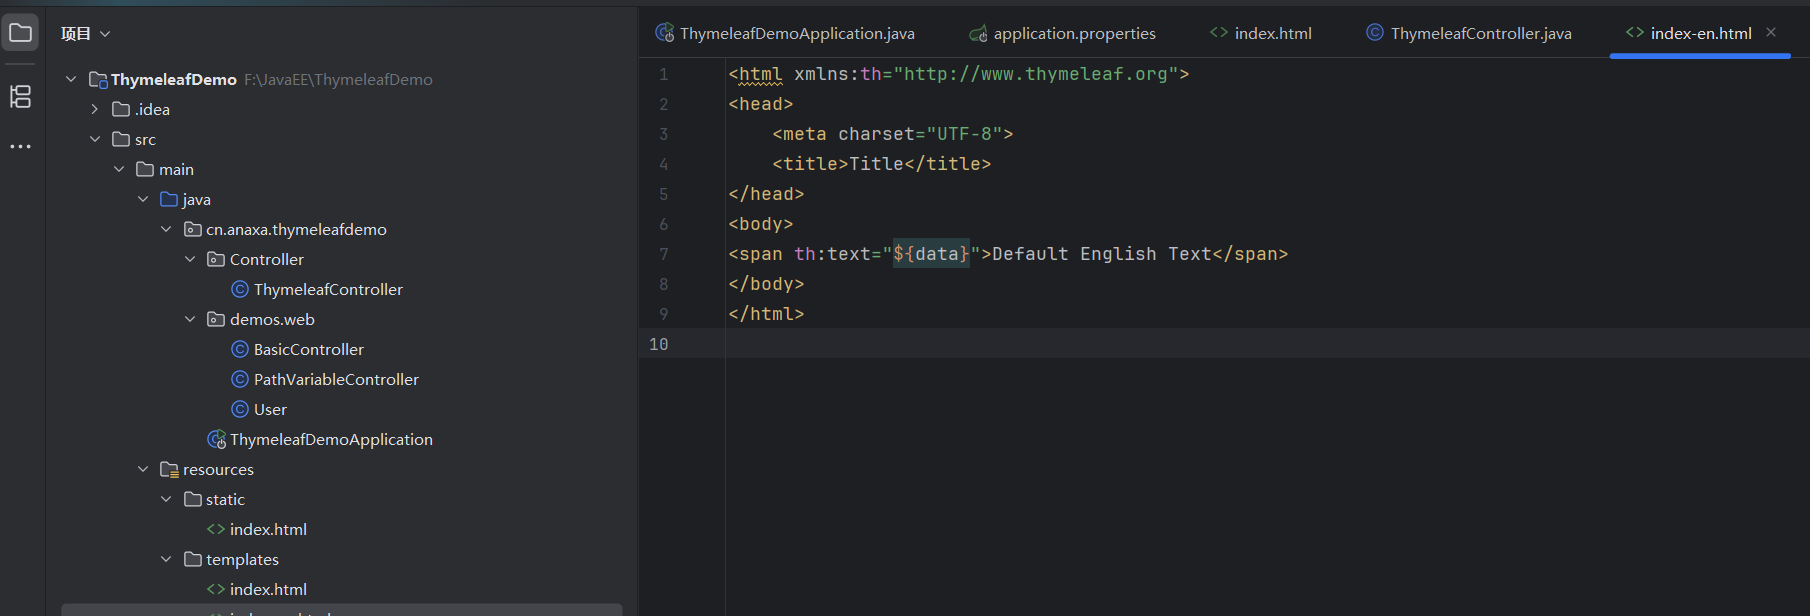 项目
ThymeleafDemo F:\JavaEE\ThymeleafDemo
.idea
src
main
java
cn.anaxa.thymeleafdemo
Controller
ThymeleafController
demos.web
BasicController
PathVariableController
User
ThymeleafDemoApplication
resources
static
index.html
templates
index.html
ThymeleafDemoApplication.java application.properties index.html ThymeleafController.java index-en.html
1 <html xmlns:th="http://www.thymeleaf.org">
2 <head>
3 <meta charset="UTF-8">
4 <title>Title</title>
5 </head>
6 <body>
7 <span th:text="${data}">Default English Text</span>
8 </body>
9 </html>
10